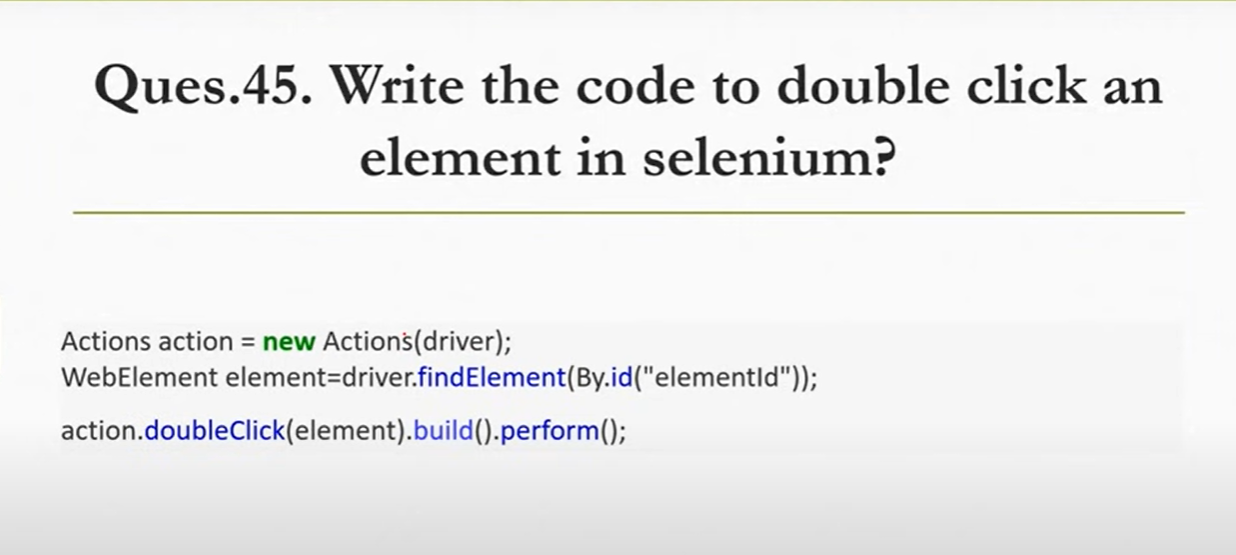 Ques.45. Write the code to double click an
element in selenium?
Actions action = new Actions(driver);
WebElement element=driver.findElement(By.id("elementId"));
action.doubleClick(element).build().perform();